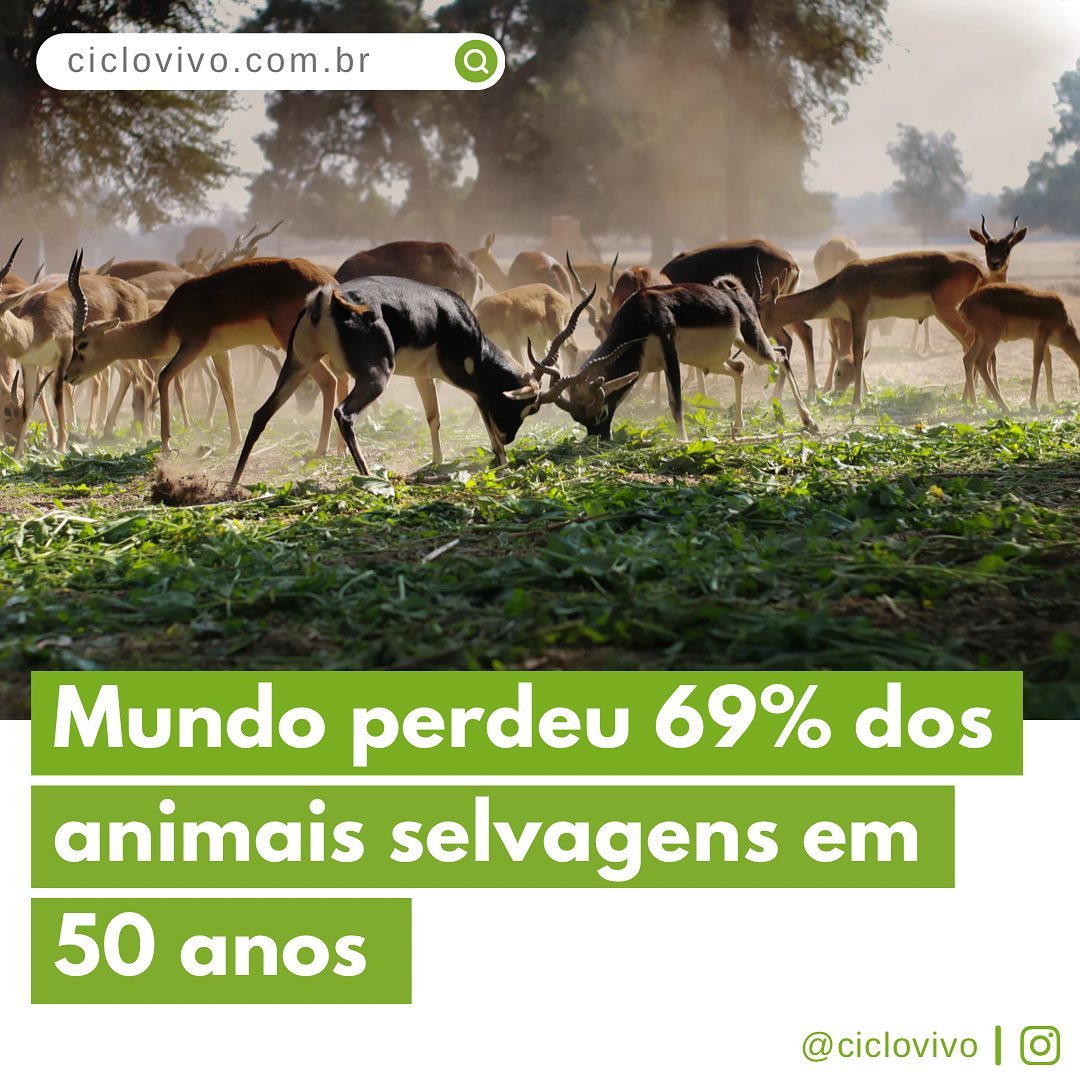 ciclovivo.com.br
Mundo perdeu 69% dos
animais selvagens em
50 anos
@ciclovivo